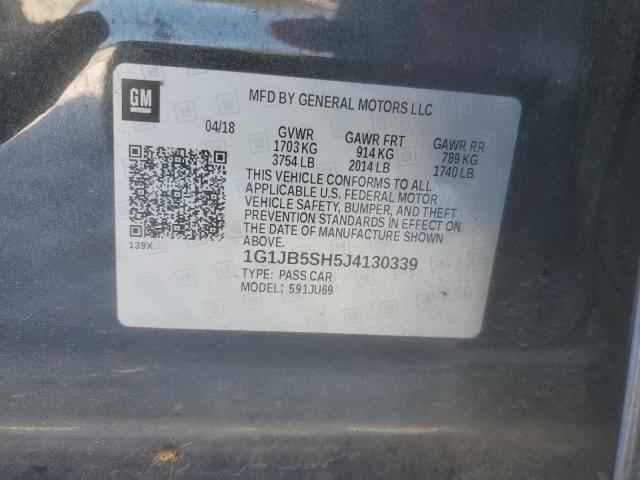 GM
MFD BY GENERAL MOTORS LLC
04/18 GVWR GAWR FRT GAWR RR
1703 KG 914 KG 789 KG
3754 LB 2014 LB 1740 LB
THIS VEHICLE CONFORMS TO ALL
APPLICABLE U.S. FEDERAL MOTOR
VEHICLE SAFETY, BUMPER, AND THEFT
PREVENTION STANDARDS IN EFFECT ON
THE DATE OF MANUFACTURE SHOWN
ABOVE.
139X
1G1JB5SH5J4130339
TYPE: PASS CAR
MODEL: 591JU69